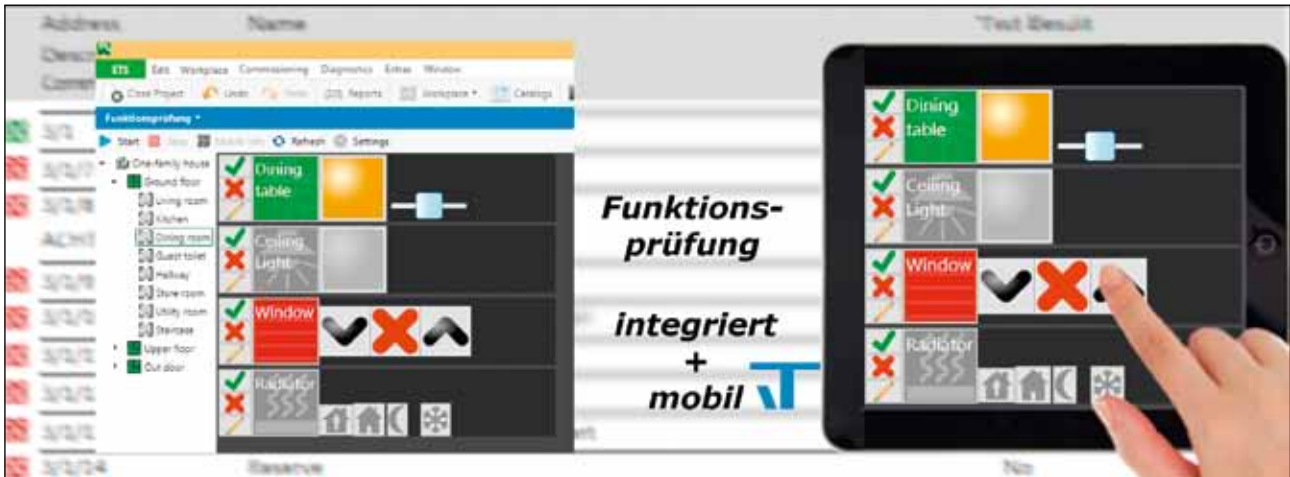 Address Name Test Result
ETS Edit Workplace Commissioning Diagnostics Extras Window
Close Project Undo Reports Workplace Catalogs
Funktionsprüfung
Start Refresh Settings
One-family house
Ground floor
Living room
Kitchen
Dining room
Guest toilet
Hallway
Store room
Utility room
Staircase
Upper floor
Out door
Dining
table
Ceiling
Light
Window
Radiator
Funktions-
prüfung
integriert
+
mobil
Dining
table
Ceiling
Light
Window
Radiator
3/1/14 Reserve No